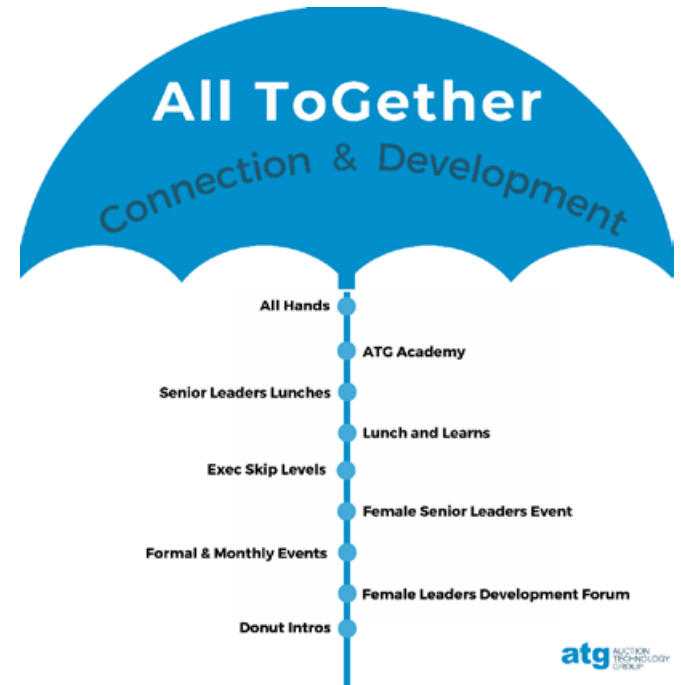 All ToGether
Connection & Development
All Hands
ATG Academy
Senior Leaders Lunches
Lunch and Learns
Exec Skip Levels
Female Senior Leaders Event
Formal & Monthly Events
Female Leaders Development Forum
Donut Intros
atg
AUCTION
TECHNOLOGY
GROUP